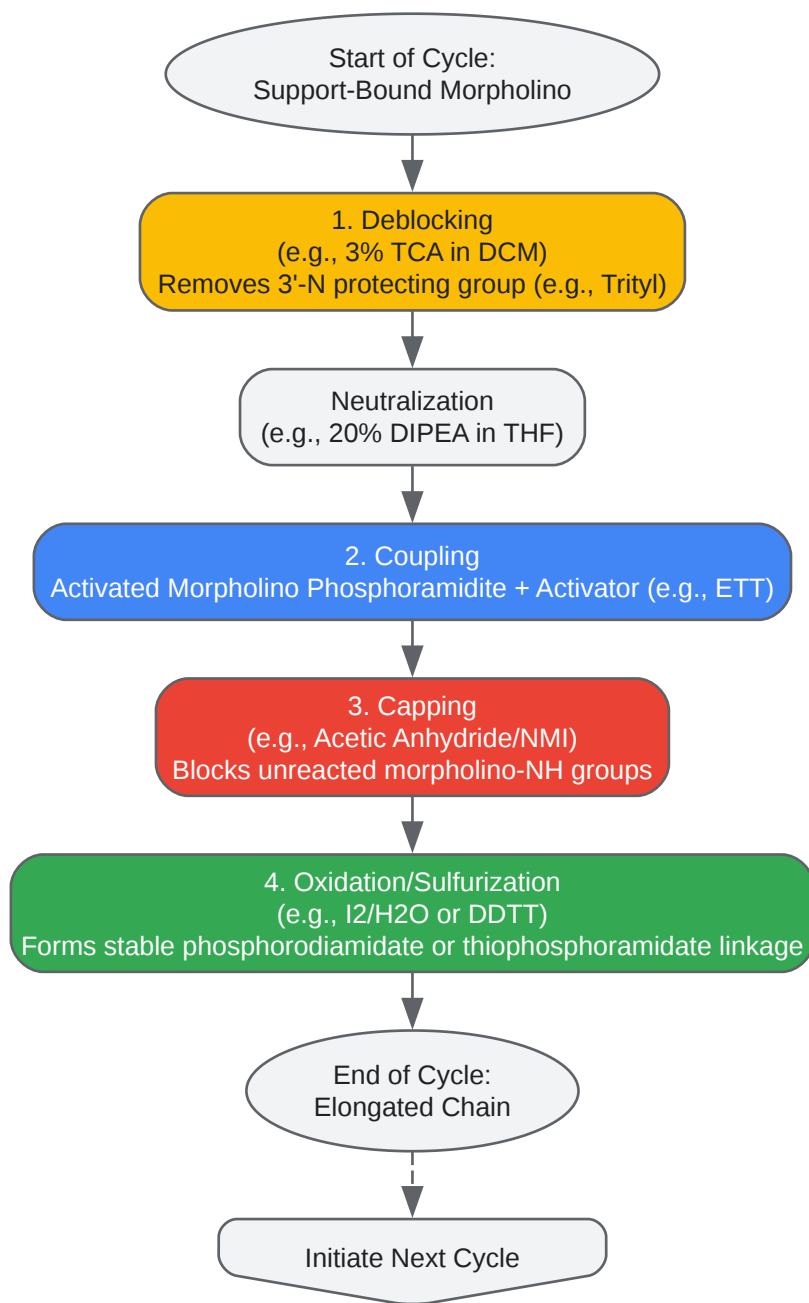 Start of Cycle:
Support-Bound Morpholino
1. Deblocking
(e.g., 3% TCA in DCM)
Removes 3'-N protecting group (e.g., Trityl)
Neutralization
(e.g., 20% DIPEA in THF)
2. Coupling
Activated Morpholino Phosphoramidite + Activator (e.g., ETT)
3. Capping
(e.g., Acetic Anhydride/NMI)
Blocks unreacted morpholino-NH groups
4. Oxidation/Sulfurization
(e.g., I2/H2O or DDTT)
Forms stable phosphorodiamidate or thiophosphoramidate linkage
End of Cycle:
Elongated Chain
Initiate Next Cycle